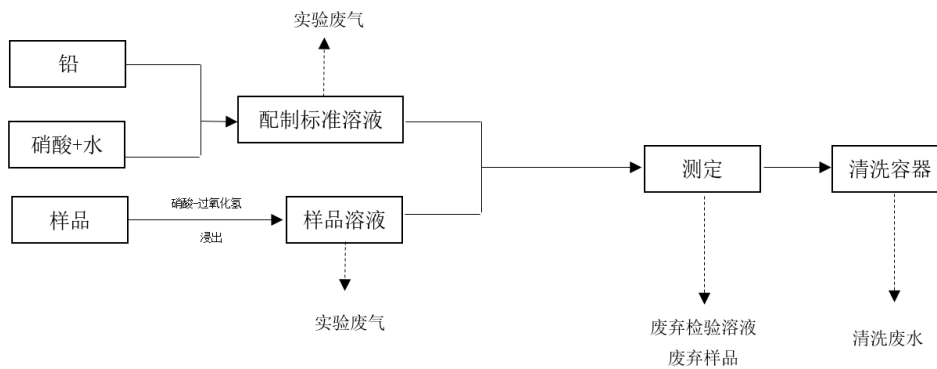 实验废气
铅
配制标准溶液
硝酸+水
测定
清洗容器
样品
硝酸-过氧化氢
浸出
样品溶液
实验废气
废弃检验溶液
废弃样品
清洗废水